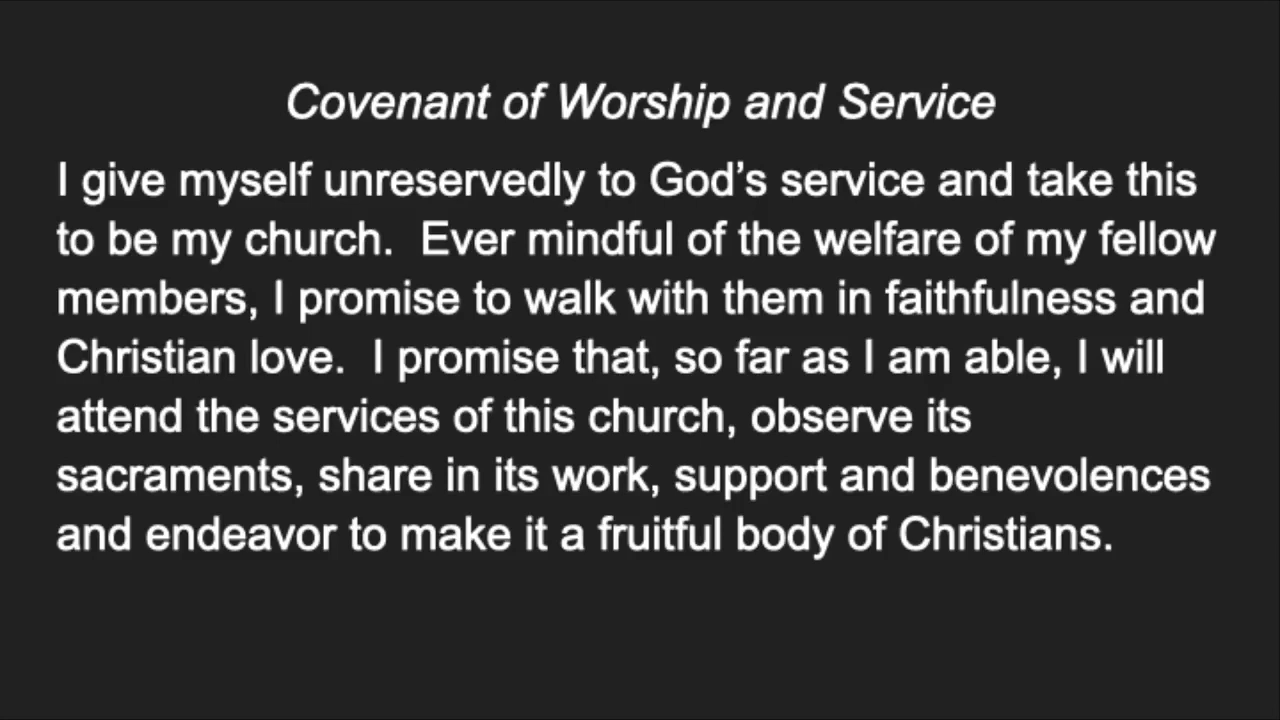 Covenant of Worship and Service
I give myself unreservedly to God’s service and take this
to be my church.  Ever mindful of the welfare of my fellow
members, I promise to walk with them in faithfulness and
Christian love.  I promise that, so far as I am able, I will
attend the services of this church, observe its
sacraments, share in its work, support and benevolences
and endeavor to make it a fruitful body of Christians.